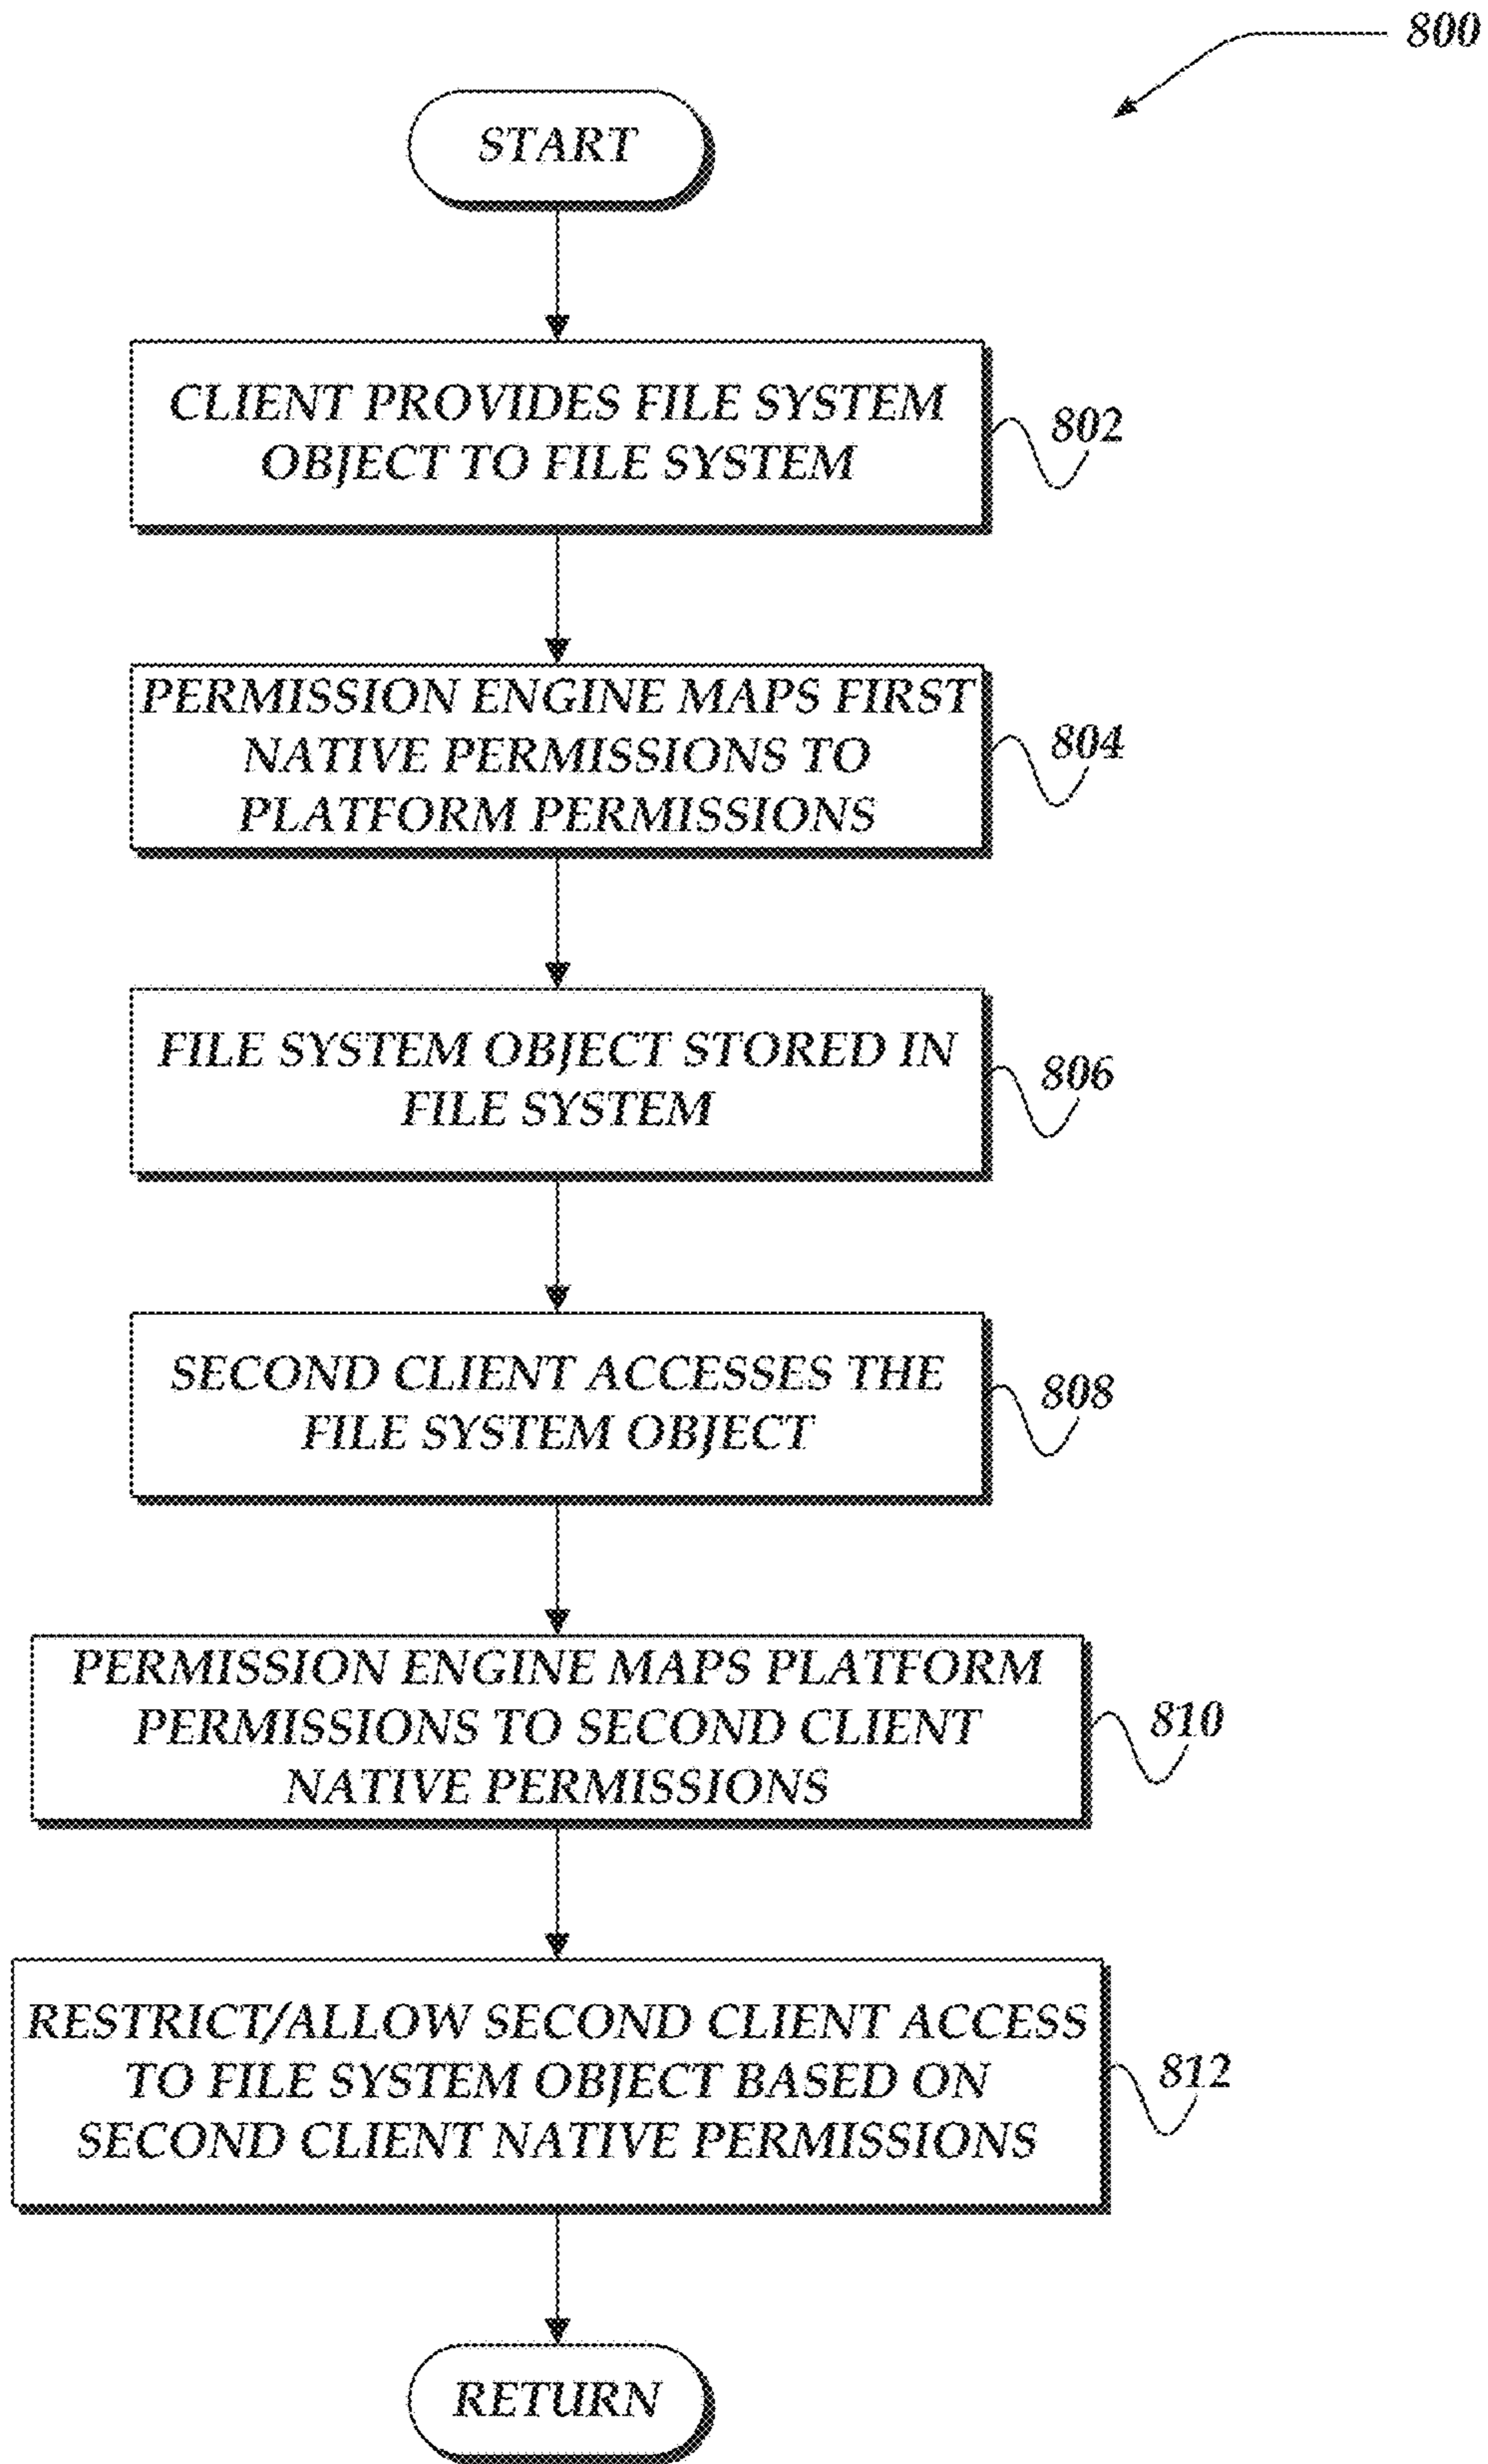 800
START
CLIENT PROVIDES FILE SYSTEM
OBJECT TO FILE SYSTEM
802
PERMISSION ENGINE MAPS FIRST
NATIVE PERMISSIONS TO
PLATFORM PERMISSIONS
804
FILE SYSTEM OBJECT STORED IN
FILE SYSTEM
806
SECOND CLIENT ACCESSES THE
FILE SYSTEM OBJECT
808
PERMISSION ENGINE MAPS PLATFORM
PERMISSIONS TO SECOND CLIENT
NATIVE PERMISSIONS
810
RESTRICT/ALLOW SECOND CLIENT ACCESS
TO FILE SYSTEM OBJECT BASED ON
SECOND CLIENT NATIVE PERMISSIONS
812
RETURN